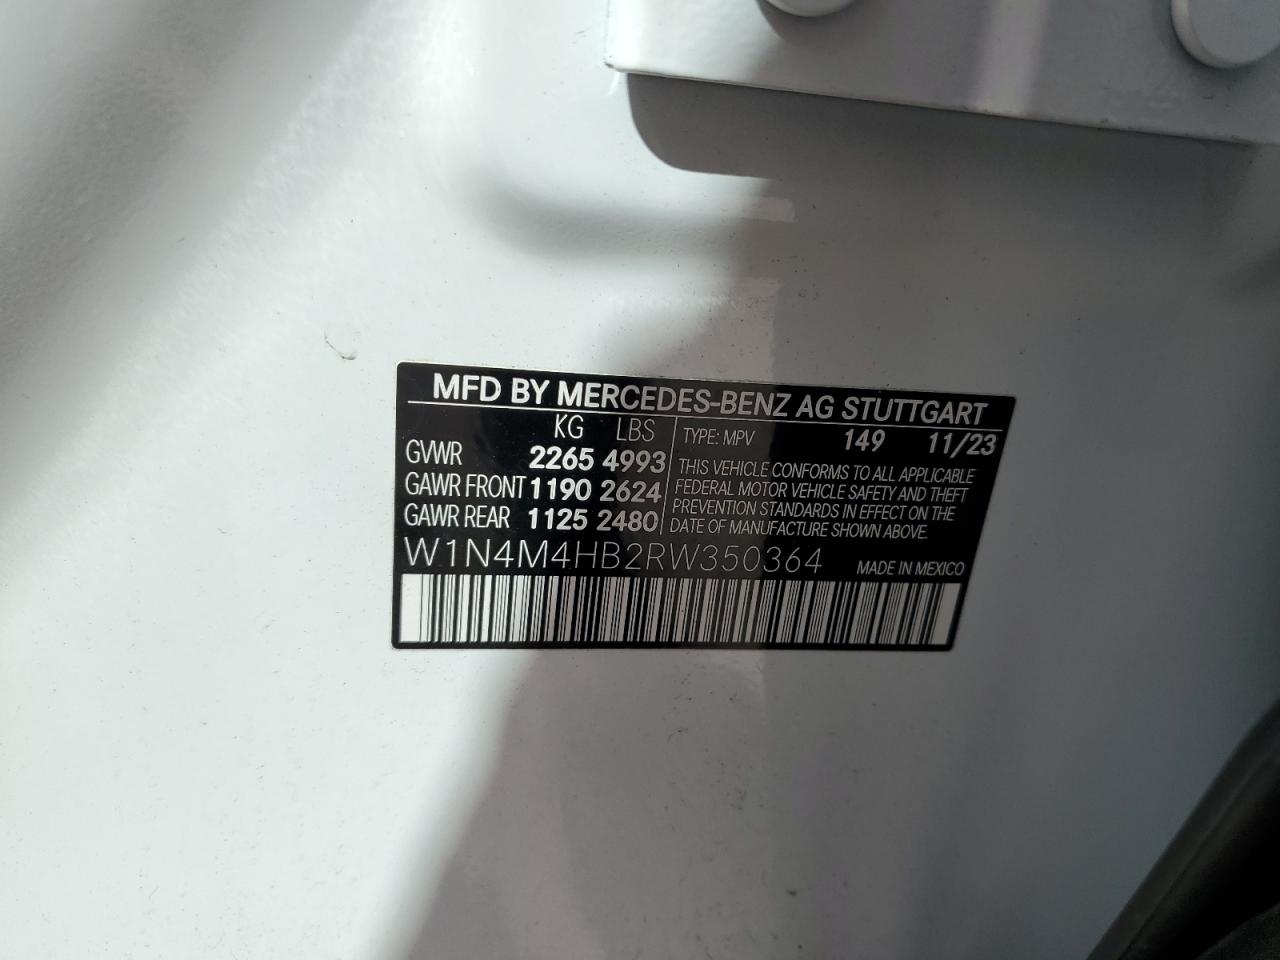 MFD BY MERCEDES-BENZ AG STUTTGART
KG LBS
GVWR 2265 4993
GAWR FRONT 1190 2624
GAWR REAR 1125 2480
TYPE: MPV 149 11/23
THIS VEHICLE CONFORMS TO ALL APPLICABLE
FEDERAL MOTOR VEHICLE SAFETY AND THEFT
PREVENTION STANDARDS IN EFFECT ON THE
DATE OF MANUFACTURE SHOWN ABOVE.
W1N4M4HB2RW350364 MADE IN MEXICO